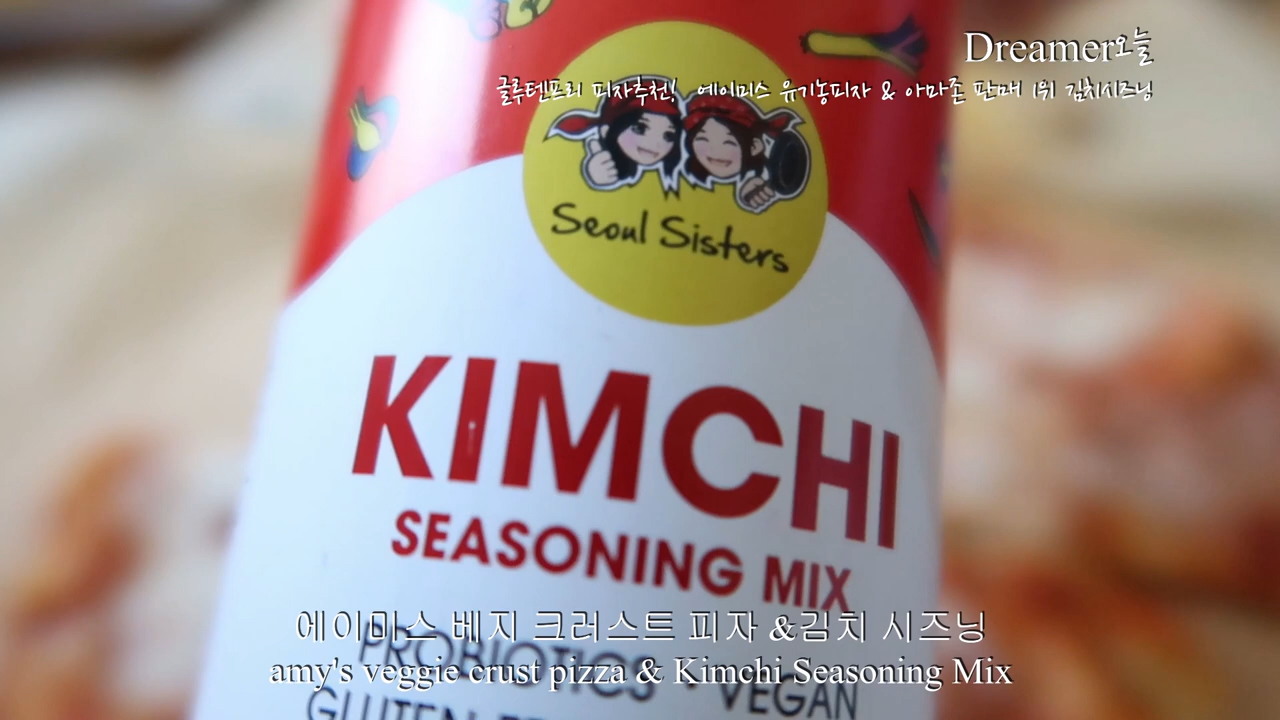 Dreamer오늘
글루텐프리 피자추천! 에이미스 유기농피자 & 아마존 판매 1위 김치시즈닝
Seoul Sisters
KIMCHI
SEASONING MIX
에이미스 베지 크러스트 피자 &김치 시즈닝
PROBIOTICS · VEGAN
amy's veggie crust pizza & Kimchi Seasoning Mix
GLUTEN